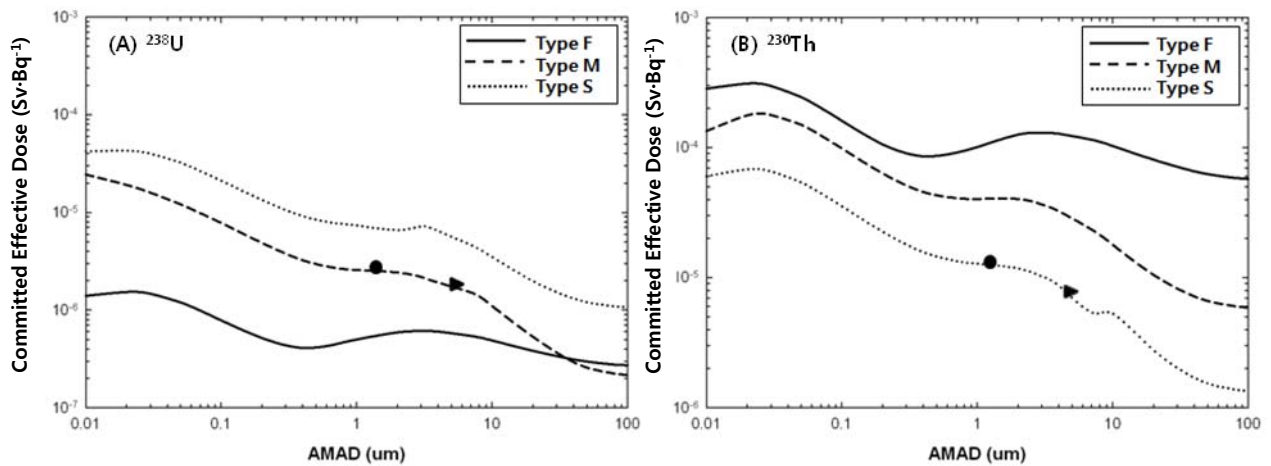 Committed Effective Dose (Sv·Bq⁻¹)
(A) ²³⁸U
Type F
Type M
Type S
10⁻³
10⁻⁴
10⁻⁵
10⁻⁶
10⁻⁷
0.01 0.1 1 10 100
AMAD (um)
Committed Effective Dose (Sv·Bq⁻¹)
(B) ²³⁰Th
Type F
Type M
Type S
10⁻³
10⁻⁴
10⁻⁵
10⁻⁶
0.01 0.1 1 10 100
AMAD (um)